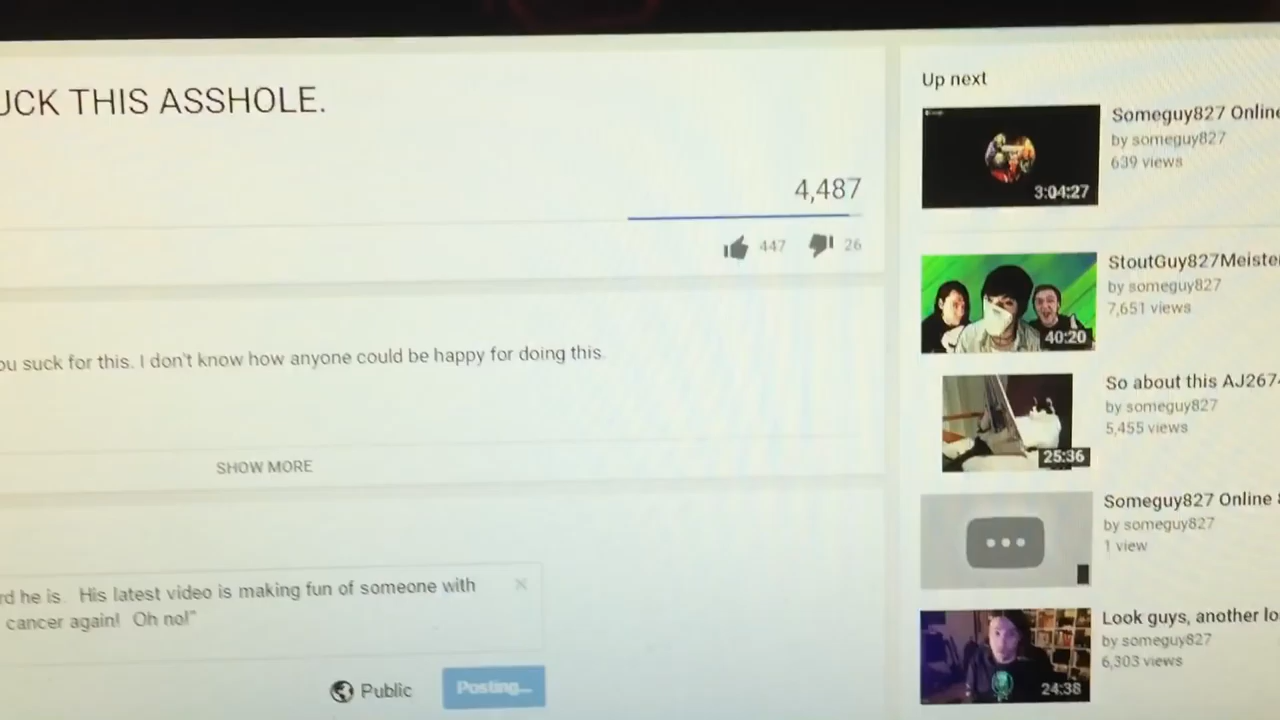 UCK THIS ASSHOLE.
4,487
447 26
ou suck for this. I don't know how anyone could be happy for doing this.
SHOW MORE
rd he is. His latest video is making fun of someone with
cancer again! Oh no!"
Public Posting...
Up next
Someguy827 Online
by someguy827
639 views
3:04:27
StoutGuy827Meister
by someguy827
7,651 views
40:20
So about this AJ267
by someguy827
5,455 views
25:36
Someguy827 Online
by someguy827
1 view
Look guys, another lo
by someguy827
6,303 views
24:38